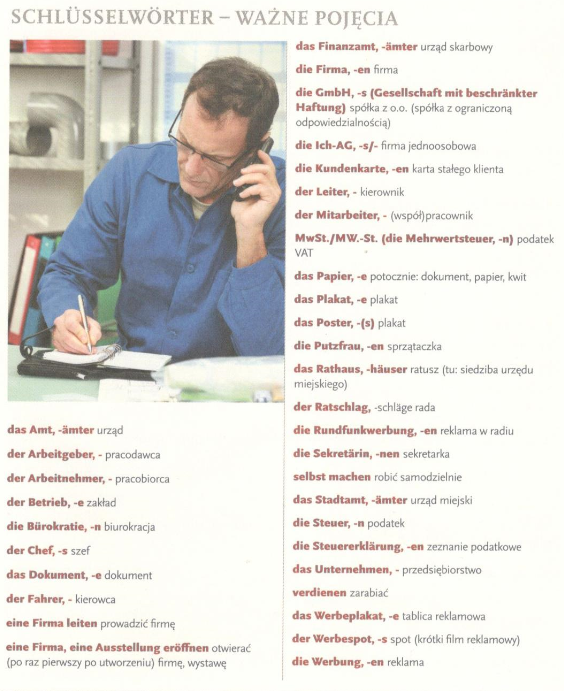 SCHLÜSSELWÖRTER – WAŻNE POJĘCIA
das Amt, -ämter urząd
der Arbeitgeber, - pracodawca
der Arbeitnehmer, - pracobiorca
der Betrieb, -e zakład
die Bürokratie, -n biurokracja
der Chef, -s szef
das Dokument, -e dokument
der Fahrer, - kierowca
eine Firma leiten prowadzić firmę
eine Firma, eine Ausstellung eröffnen otwierać
(po raz pierwszy po utworzeniu) firmę, wystawę
das Finanzamt, -ämter urząd skarbowy
die Firma, -en firma
die GmbH, -s (Gesellschaft mit beschränkter
Haftung) spółka z o.o. (spółka z ograniczoną
odpowiedzialnością)
die Ich-AG, -s/- firma jednoosobowa
die Kundenkarte, -en karta stałego klienta
der Leiter, - kierownik
der Mitarbeiter, - (współ)pracownik
MwSt./MW.-St. (die Mehrwertsteuer, -n) podatek
VAT
das Papier, -e potocznie: dokument, papier, kwit
das Plakat, -e plakat
das Poster, -(s) plakat
die Putzfrau, -en sprzątaczka
das Rathaus, -häuser ratusz (tu: siedziba urzędu
miejskiego)
der Ratschlag, -schläge rada
die Rundfunkwerbung, -en reklama w radiu
die Sekretärin, -nen sekretarka
selbst machen robić samodzielnie
das Stadtamt, -ämter urząd miejski
die Steuer, -n podatek
die Steuererklärung, -en zeznanie podatkowe
das Unternehmen, - przedsiębiorstwo
verdienen zarabiać
das Werbeplakat, -e tablica reklamowa
der Werbespot, -s spot (krótki film reklamowy)
die Werbung, -en reklama